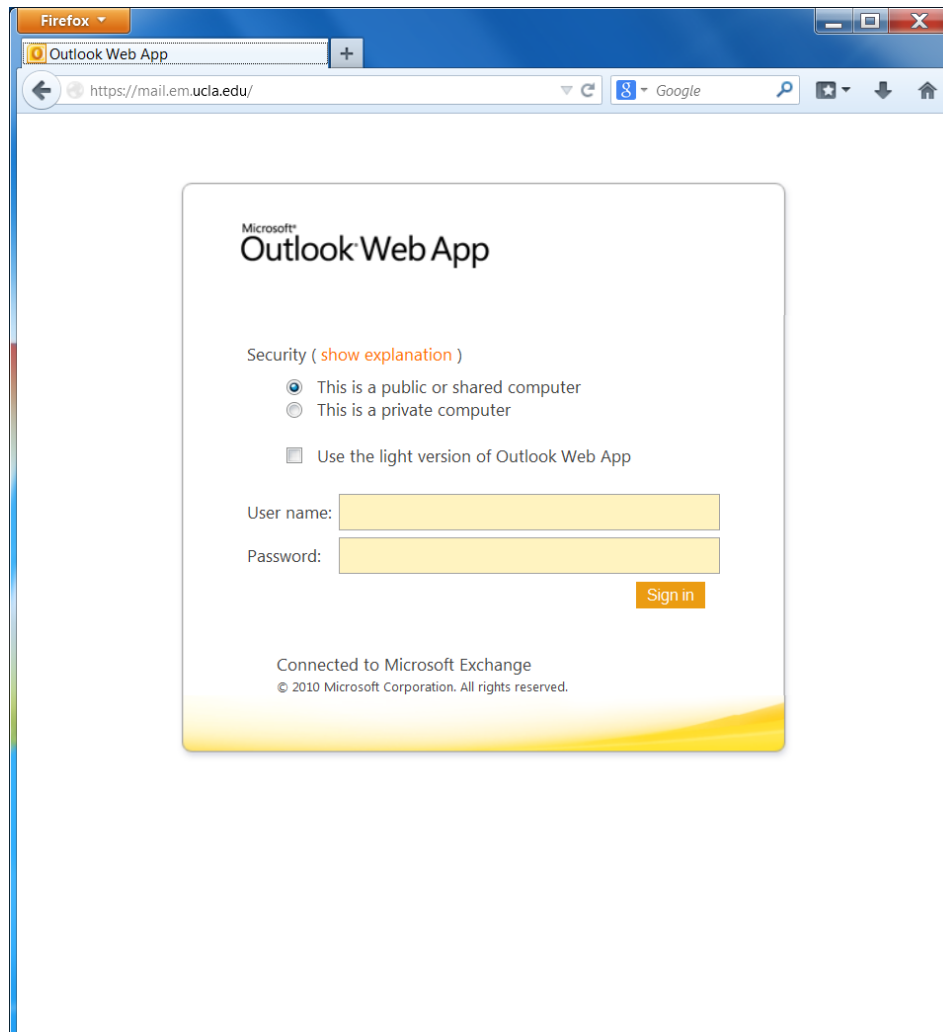 Firefox
Outlook Web App
https://mail.em.ucla.edu/
Google
Microsoft®
Outlook Web App
Security ( show explanation )
This is a public or shared computer
This is a private computer
Use the light version of Outlook Web App
User name:
Password:
Sign in
Connected to Microsoft Exchange
© 2010 Microsoft Corporation. All rights reserved.